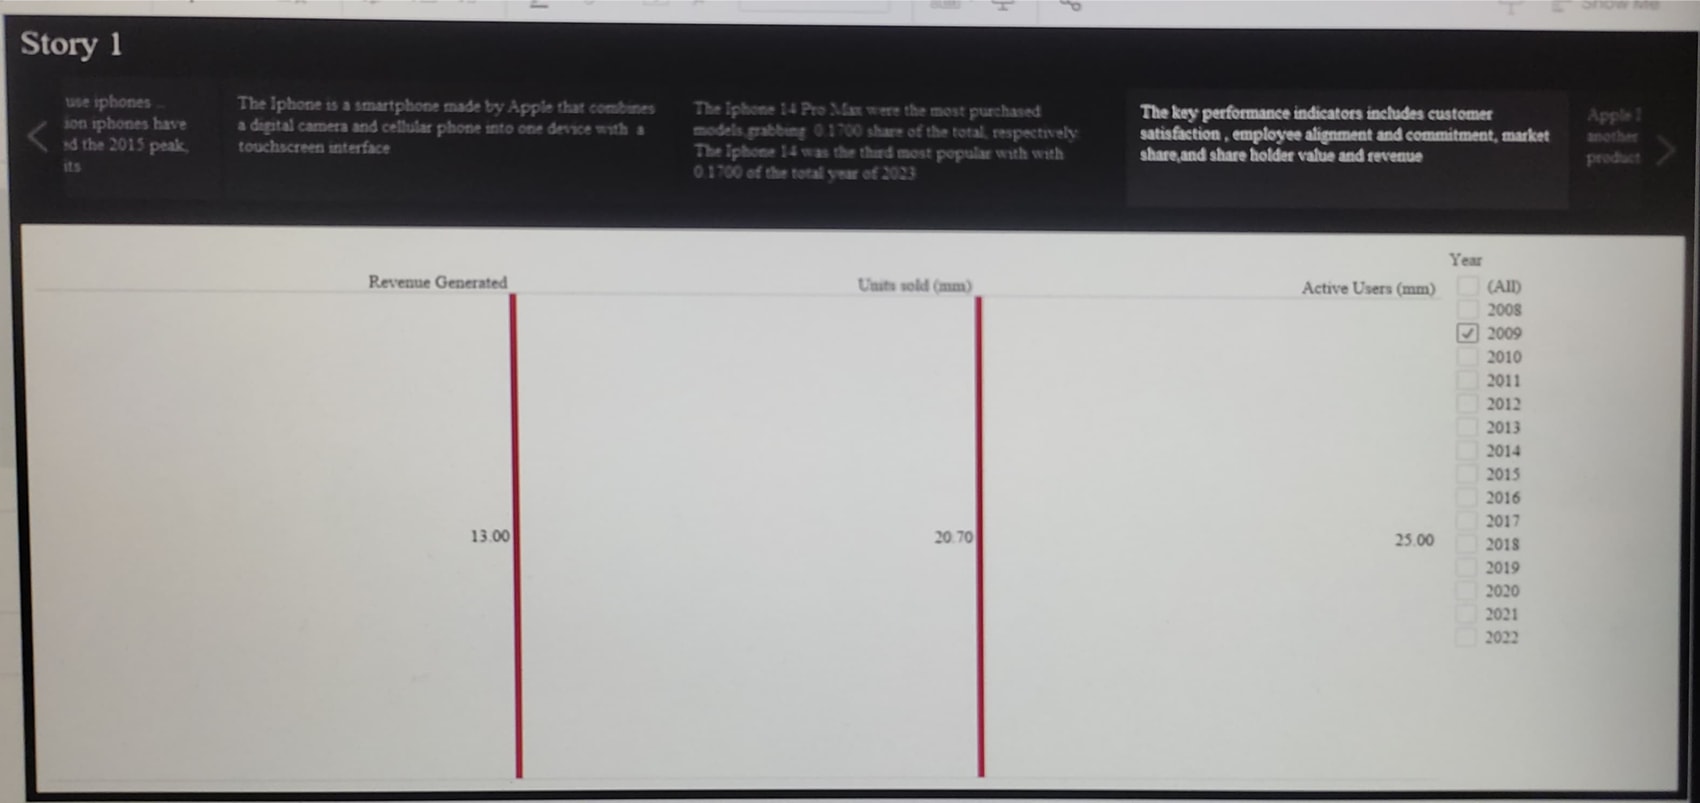 Show Me
Story 1
use iphones ..
ion iphones have
ed the 2015 peak,
its
The Iphone is a smartphone made by Apple that combines
a digital camera and cellular phone into one device with a
touchscreen interface
The Iphone 14 Pro Max were the most purchased
models,grabbing 0.1700 share of the total, respectively.
The Iphone 14 was the third most popular with with
0.1700 of the total year of 2023
The key performance indicators includes customer
satisfaction , employee alignment and commitment, market
share,and share holder value and revenue
Apple
another
product
Revenue Generated
Units sold (mm)
Active Users (mm)
13.00
20.70
25.00
Year
(All)
2008
2009
2010
2011
2012
2013
2014
2015
2016
2017
2018
2019
2020
2021
2022